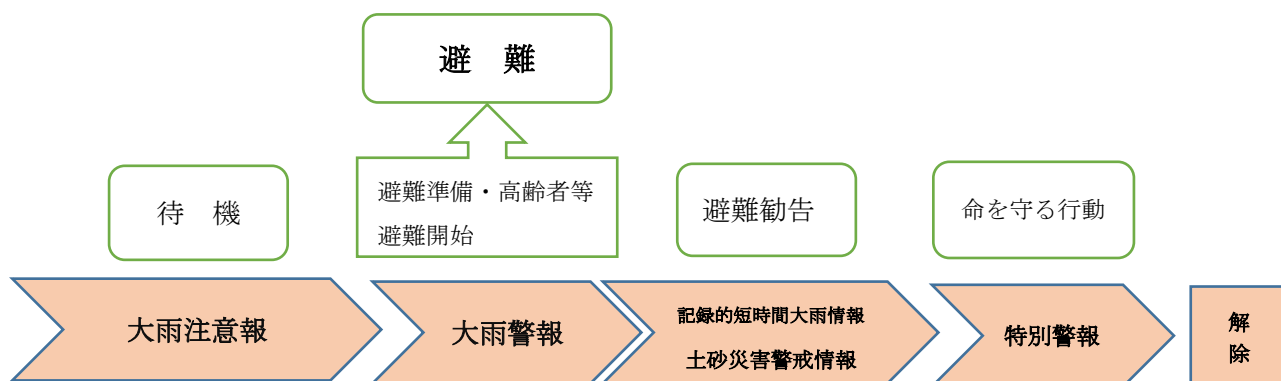 避　難
待　機
避難準備・高齢者等
避難開始
避難勧告
命を守る行動
大雨注意報
大雨警報
記録的短時間大雨情報
土砂災害警戒情報
特別警報
解
除